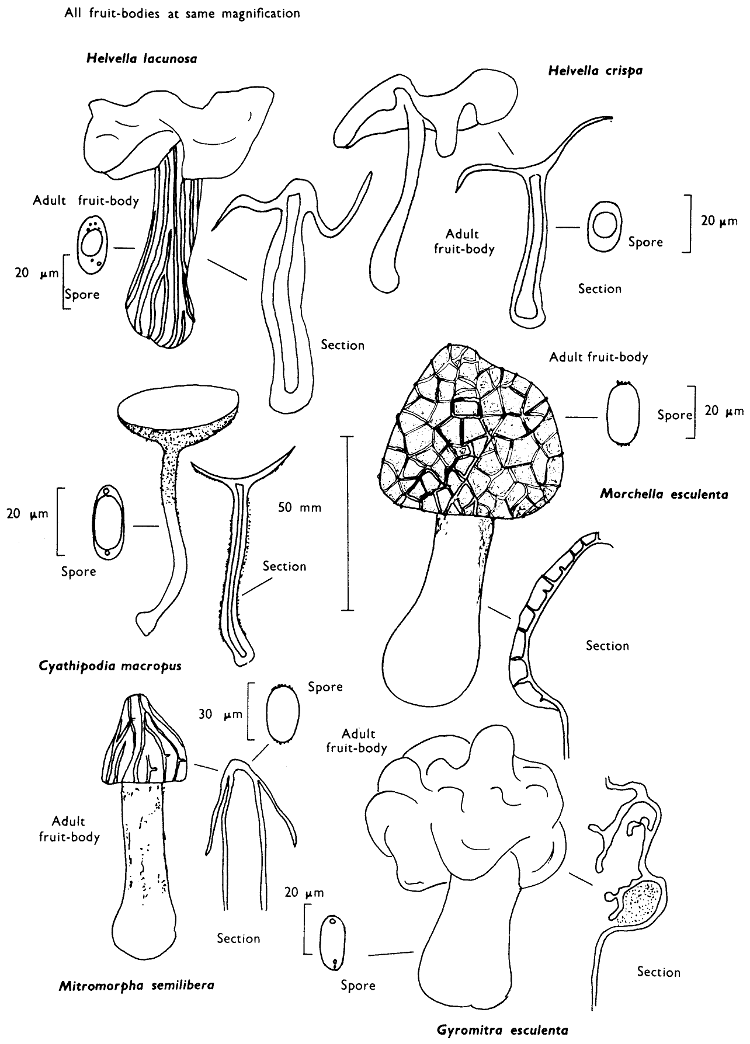 All fruit-bodies at same magnification
Helvella lacunosa
Helvella crispa
Adult fruit-body
20 μm
Spore
Section
Adult
fruit-body
Spore
20 μm
Section
Adult fruit-body
Spore
20 μm
Morchella esculenta
Section
20 μm
Spore
50 mm
Section
Cyathipodia macropus
30 μm
Spore
Adult
fruit-body
Section
Mitromorpha semilibera
Adult
fruit-body
20 μm
Spore
Section
Gyromitra esculenta